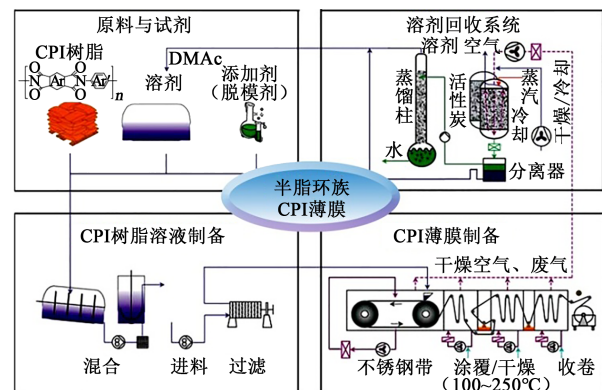 原料与试剂
CPI树脂
O O
N Ar N Ar
O O
n
DMAc
溶剂
添加剂
（脱模剂）
溶剂回收系统
溶剂 空气
蒸馏柱
活性炭
蒸汽
冷却
干燥/冷却
水
分离器
半脂环族
CPI薄膜
CPI树脂溶液制备
混合
进料
过滤
CPI薄膜制备
干燥空气、废气
不锈钢带
涂覆/干燥
（100~250℃）
收卷